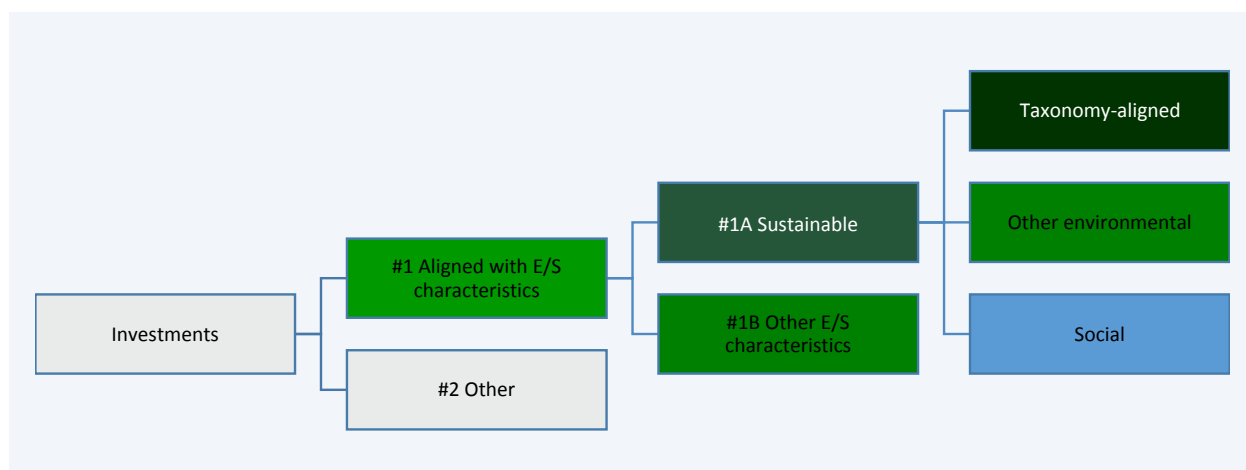 Investments
#1 Aligned with E/S
characteristics
#2 Other
#1A Sustainable
#1B Other E/S
characteristics
Taxonomy-aligned
Other environmental
Social